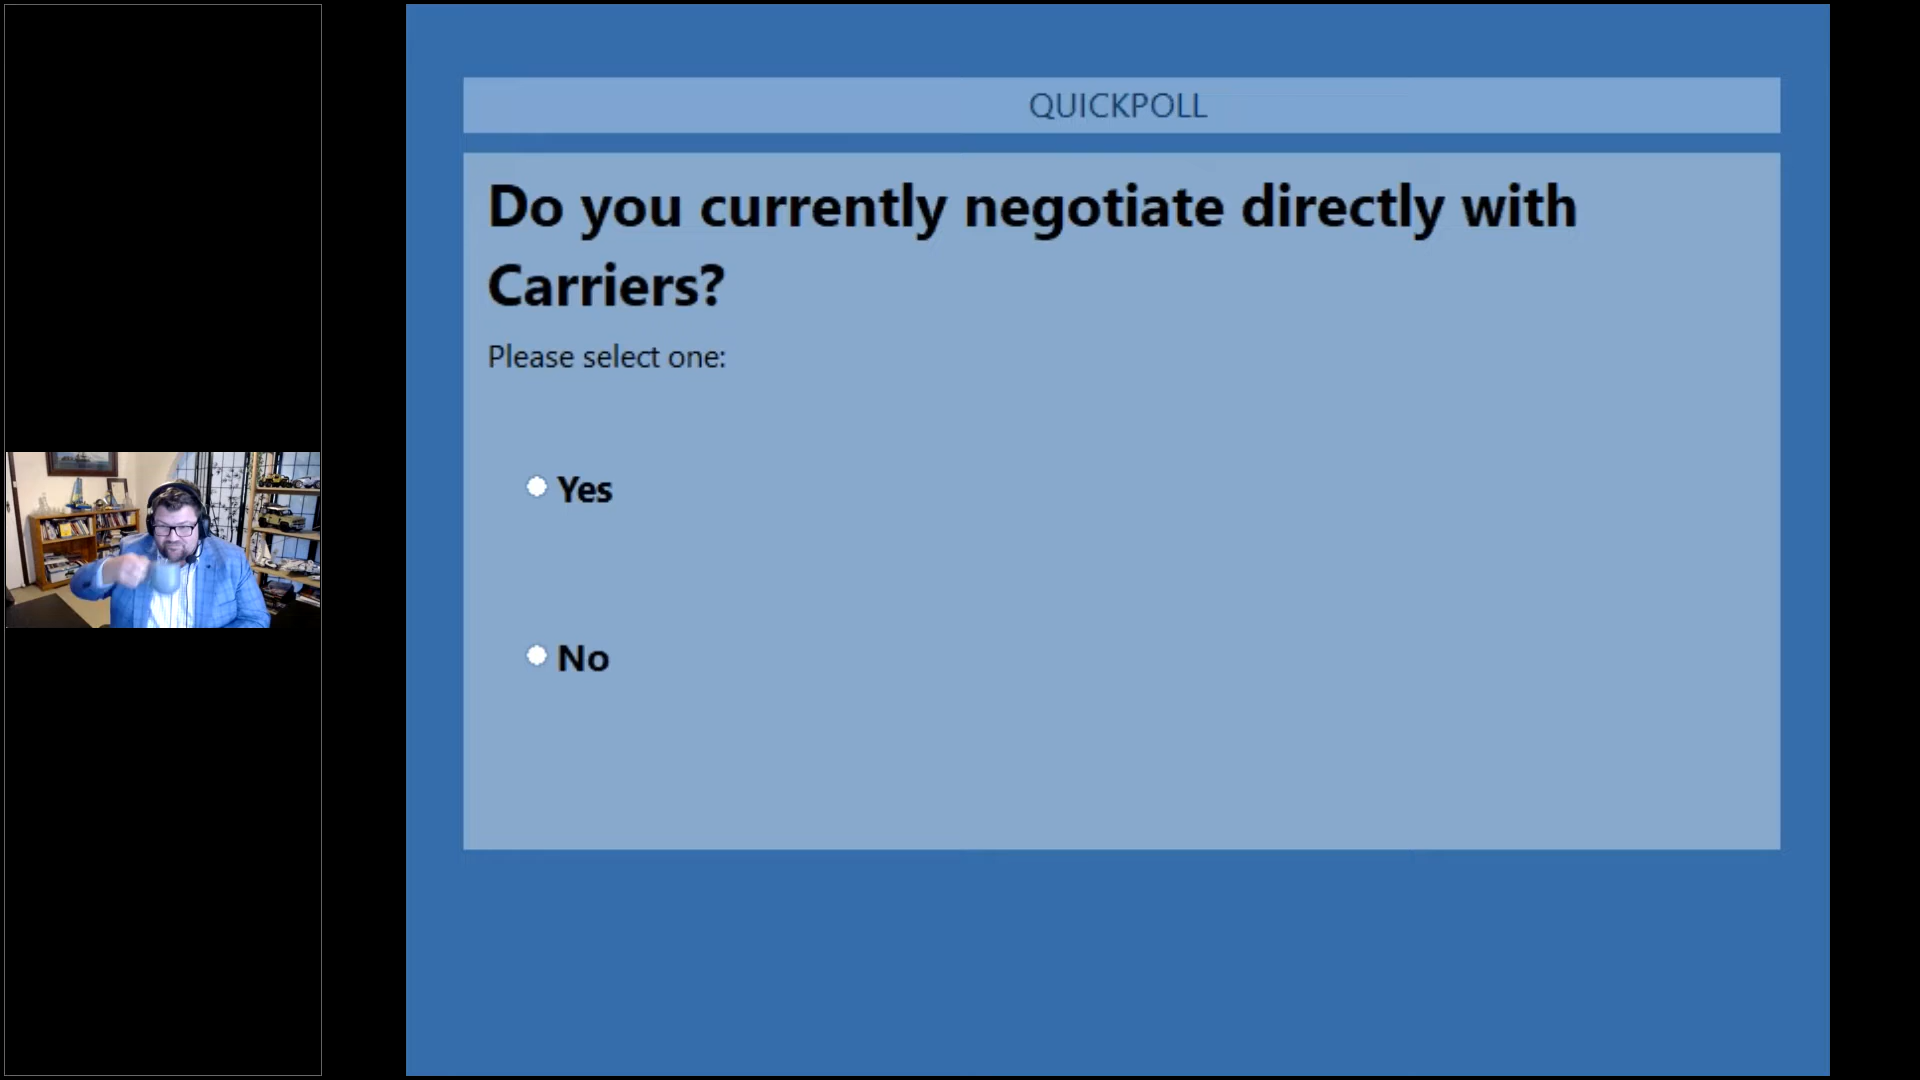 QUICKPOLL
Do you currently negotiate directly with
Carriers?
Please select one:
Yes
No